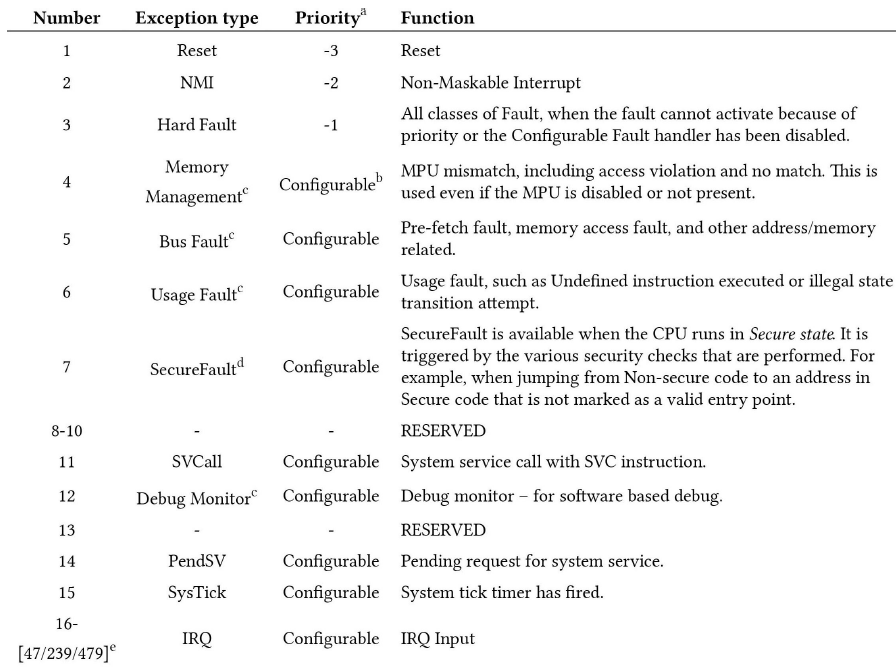 Number Exception type Priorityᵃ Function
1 Reset -3 Reset
2 NMI -2 Non-Maskable Interrupt
3 Hard Fault -1 All classes of Fault, when the fault cannot activate because of
priority or the Configurable Fault handler has been disabled.
4 Memory
Managementᶜ Configurableᵇ MPU mismatch, including access violation and no match. This is
used even if the MPU is disabled or not present.
5 Bus Faultᶜ Configurable Pre-fetch fault, memory access fault, and other address/memory
related.
6 Usage Faultᶜ Configurable Usage fault, such as Undefined instruction executed or illegal state
transition attempt.
7 SecureFaultᵈ Configurable SecureFault is available when the CPU runs in Secure state. It is
triggered by the various security checks that are performed. For
example, when jumping from Non-secure code to an address in
Secure code that is not marked as a valid entry point.
8-10 - - RESERVED
11 SVCall Configurable System service call with SVC instruction.
12 Debug Monitorᶜ Configurable Debug monitor – for software based debug.
13 - - RESERVED
14 PendSV Configurable Pending request for system service.
15 SysTick Configurable System tick timer has fired.
16-
[47/239/479]ᵉ IRQ Configurable IRQ Input